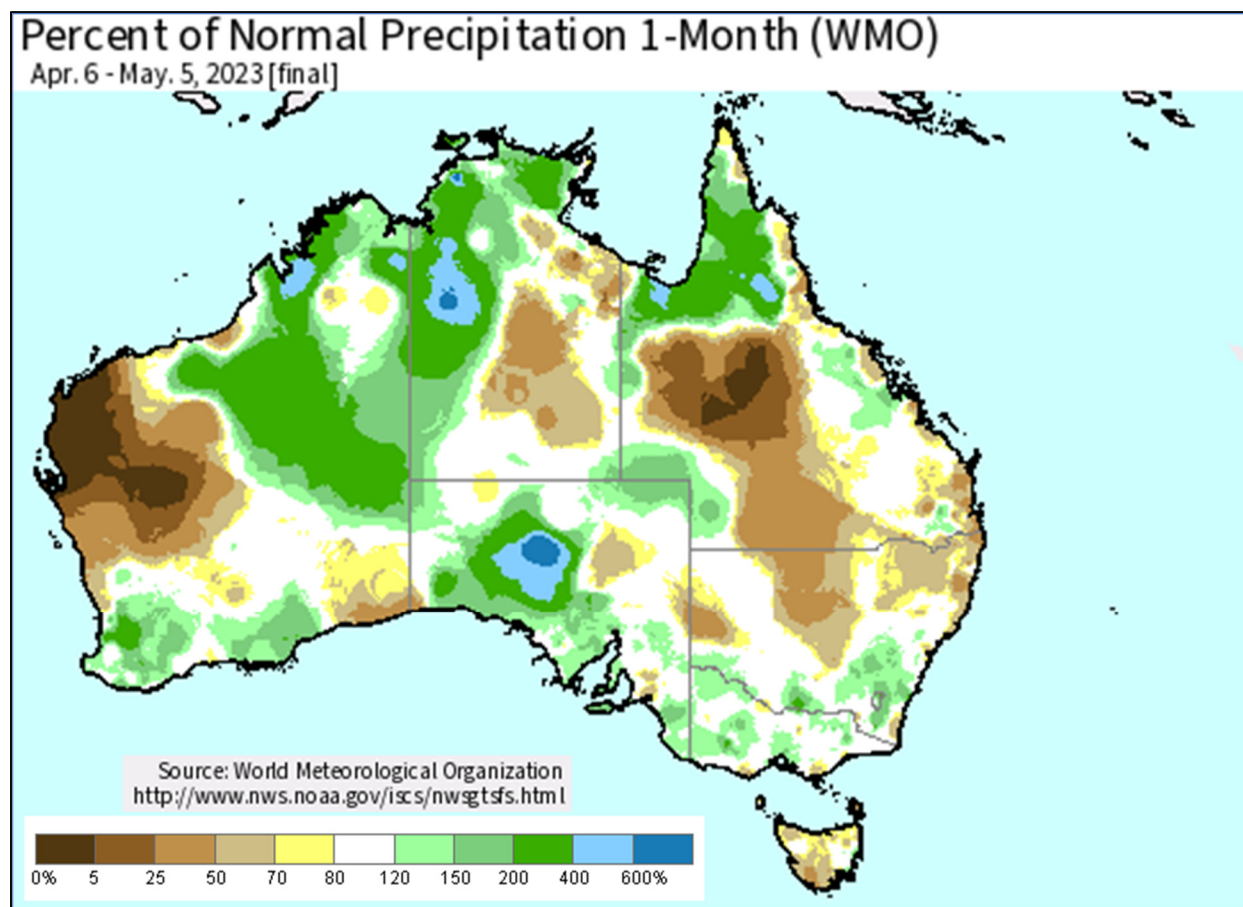 Percent of Normal Precipitation 1-Month (WMO)
Apr. 6 - May. 5, 2023 [final]
Source: World Meteorological Organization
http://www.nws.noaa.gov/iscs/nwsgtsfs.html
0% 5 25 50 70 80 120 150 200 400 600%